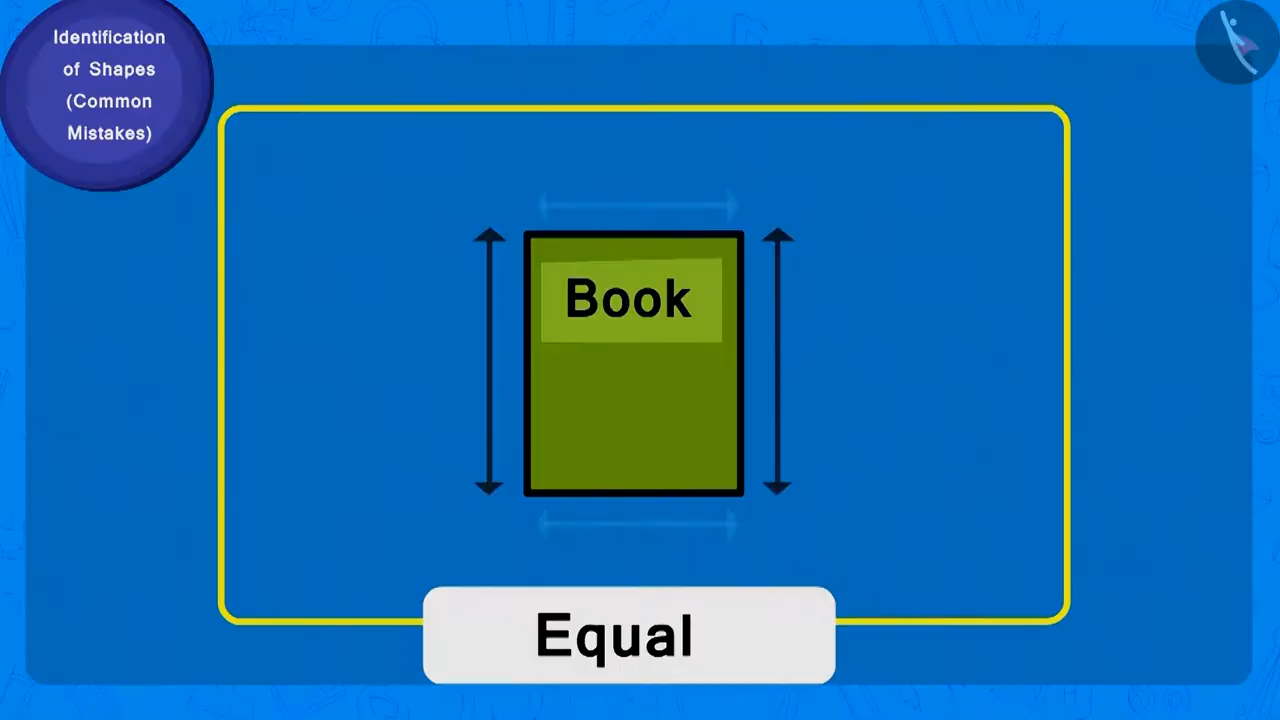 Identification
of Shapes
(Common
Mistakes)
Book
Equal